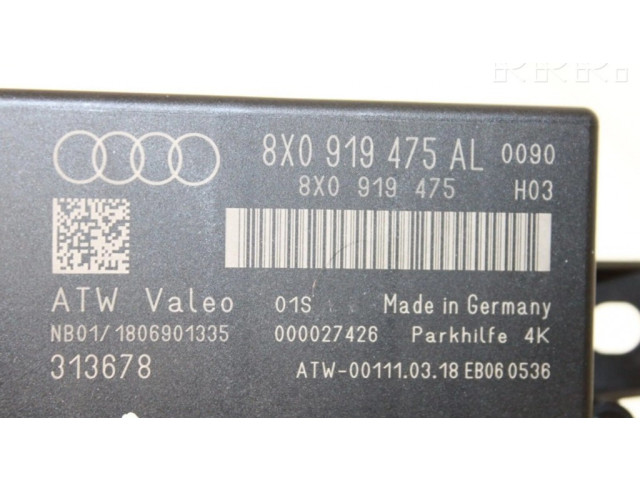 KKKKO
8X0 919 475 AL 0090
8X0 919 475 H03
ATW Valeo 01S Made in Germany
NB01/1806901335 000027426 Parkhilfe 4K
313678 ATW-00111.03.18 EB06 0536